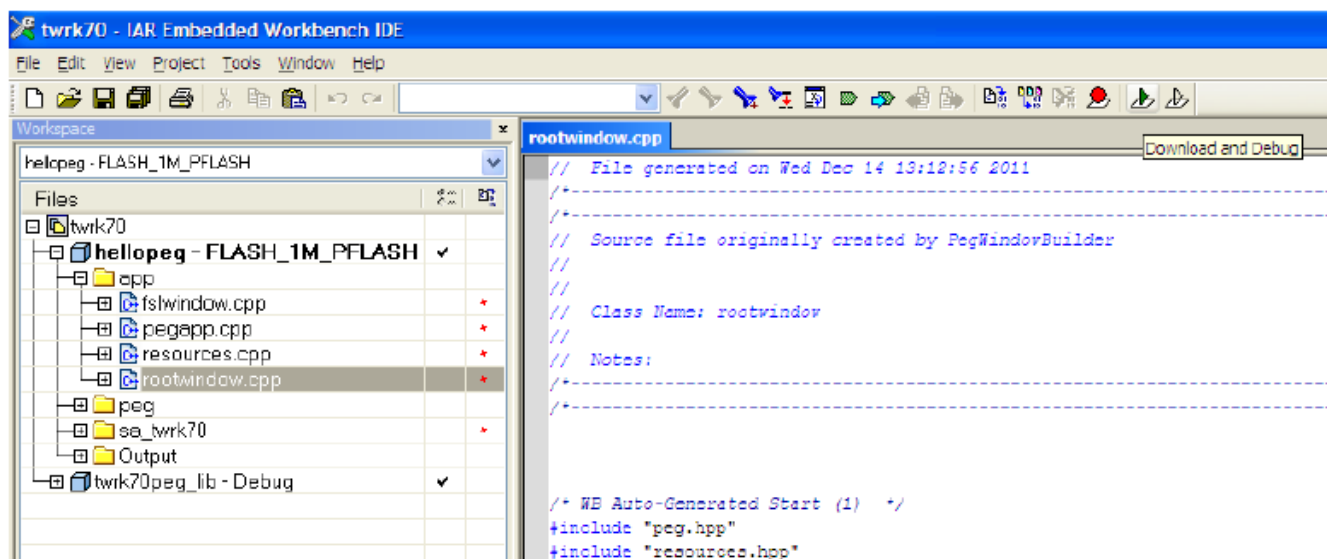 twrk70 - IAR Embedded Workbench IDE
File Edit View Project Tools Window Help
Workspace
rootwindow.cpp
Download and Debug
hellopeg - FLASH_1M_PFLASH
Files
twrk70
hellopeg - FLASH_1M_PFLASH
app
fslwindow.cpp
pegapp.cpp
resources.cpp
rootwindow.cpp
peg
sa_twrk70
Output
twrk70peg_lib - Debug
// File generated on Wed Dec 14 13:12:56 2011
/*--------------------------------------------------------------------------
/*--------------------------------------------------------------------------
// Source file originally created by PegWindowBuilder
//
//
// Class Name: rootwindow
//
// Notes:
/*--------------------------------------------------------------------------
/*--------------------------------------------------------------------------
/* WB Auto-Generated Start (1) */
#include "peg.hpp"
#include "resources.hpp"